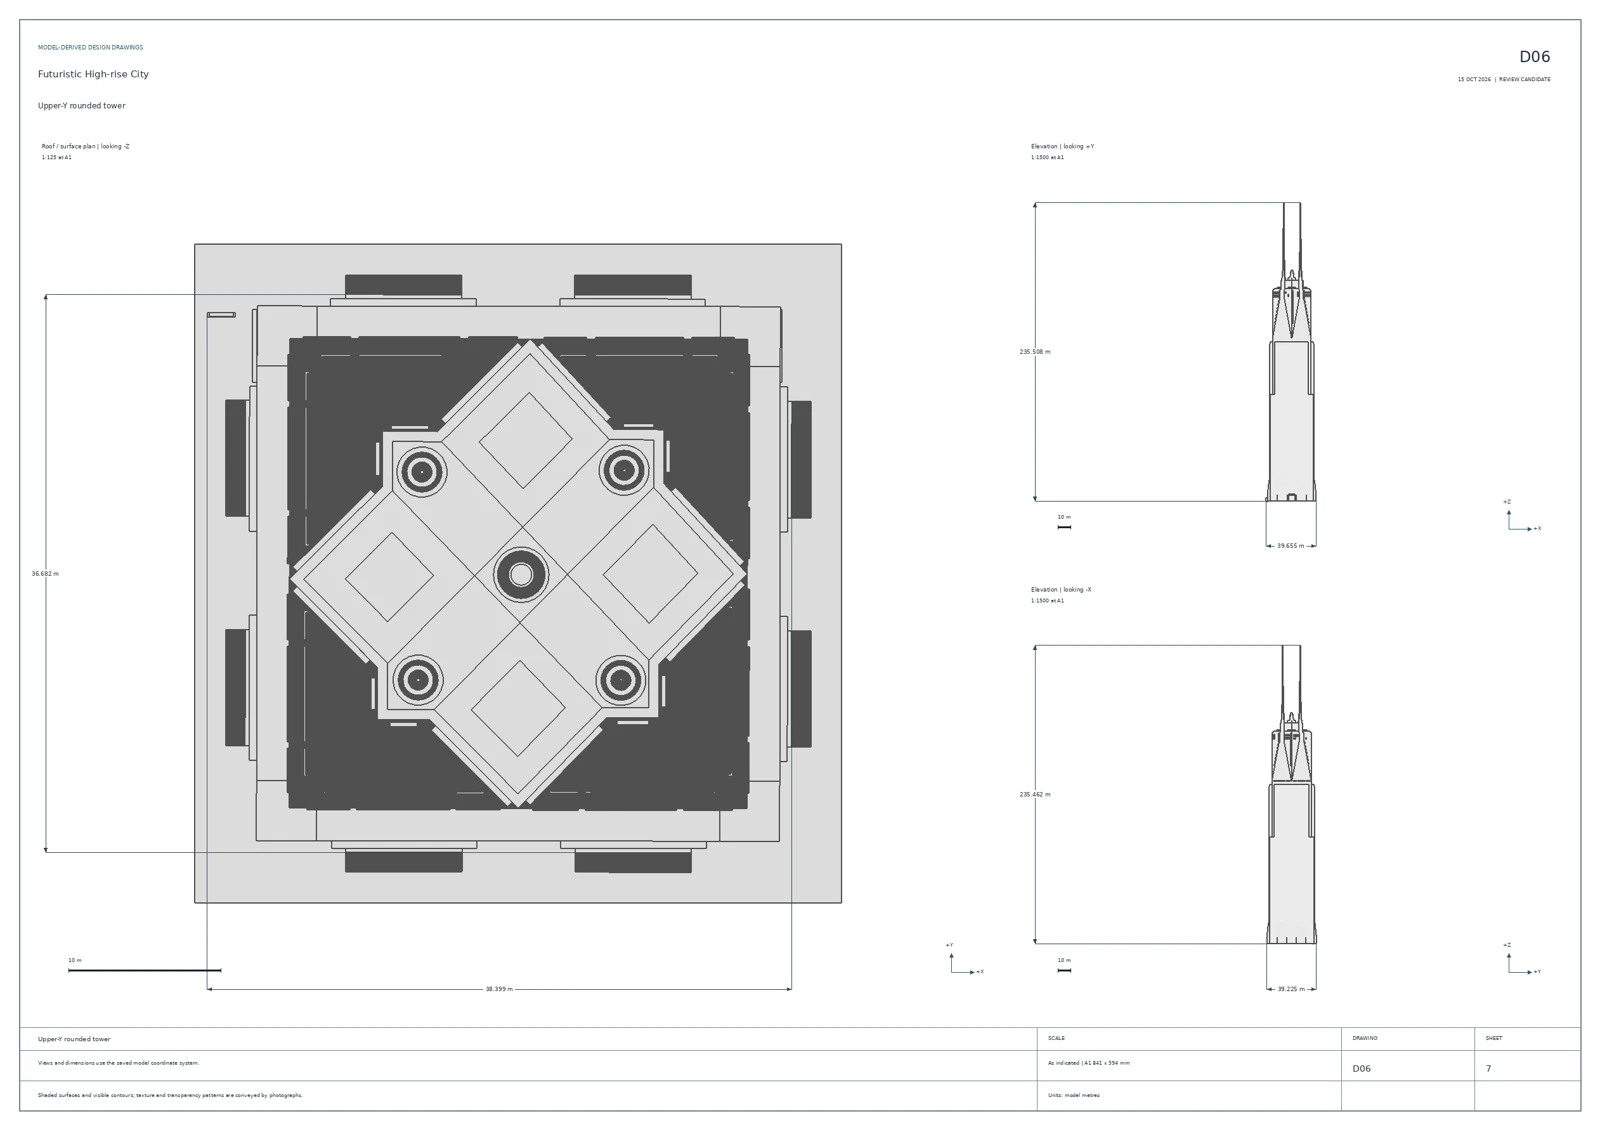 MODEL-DERIVED DESIGN DRAWINGS
Futuristic High-rise City
Upper-Y rounded tower
D06
15 OCT 2026 | REVIEW CANDIDATE
Roof / surface plan | looking -Z
1:125 at A1
36.682 m
10 m
38.399 m
+Y
+X
Elevation | looking +Y
1:1500 at A1
235.508 m
10 m
39.655 m
+Z
+X
Elevation | looking -X
1:1500 at A1
235.462 m
10 m
39.225 m
+Z
+Y
Upper-Y rounded tower
Views and dimensions use the saved model coordinate system.
Shaded surfaces and visible contours; texture and transparency patterns are conveyed by photographs.
SCALE
As indicated | A1 841 x 594 mm
Units: model metres
DRAWING
D06
SHEET
7